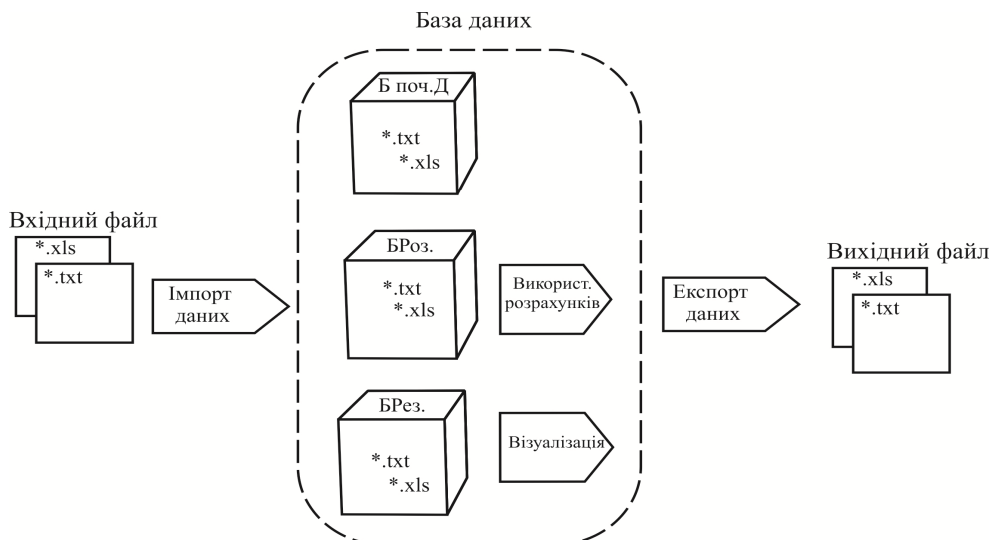 База даних
Б поч.Д
*.txt
*.xls
Вхідний файл
*.xls
*.txt
Імпорт
даних
БРоз.
*.txt
*.xls
Використ.
розрахунків
Експорт
даних
Вихідний файл
*.xls
*.txt
БРез.
*.txt
*.xls
Візуалізація